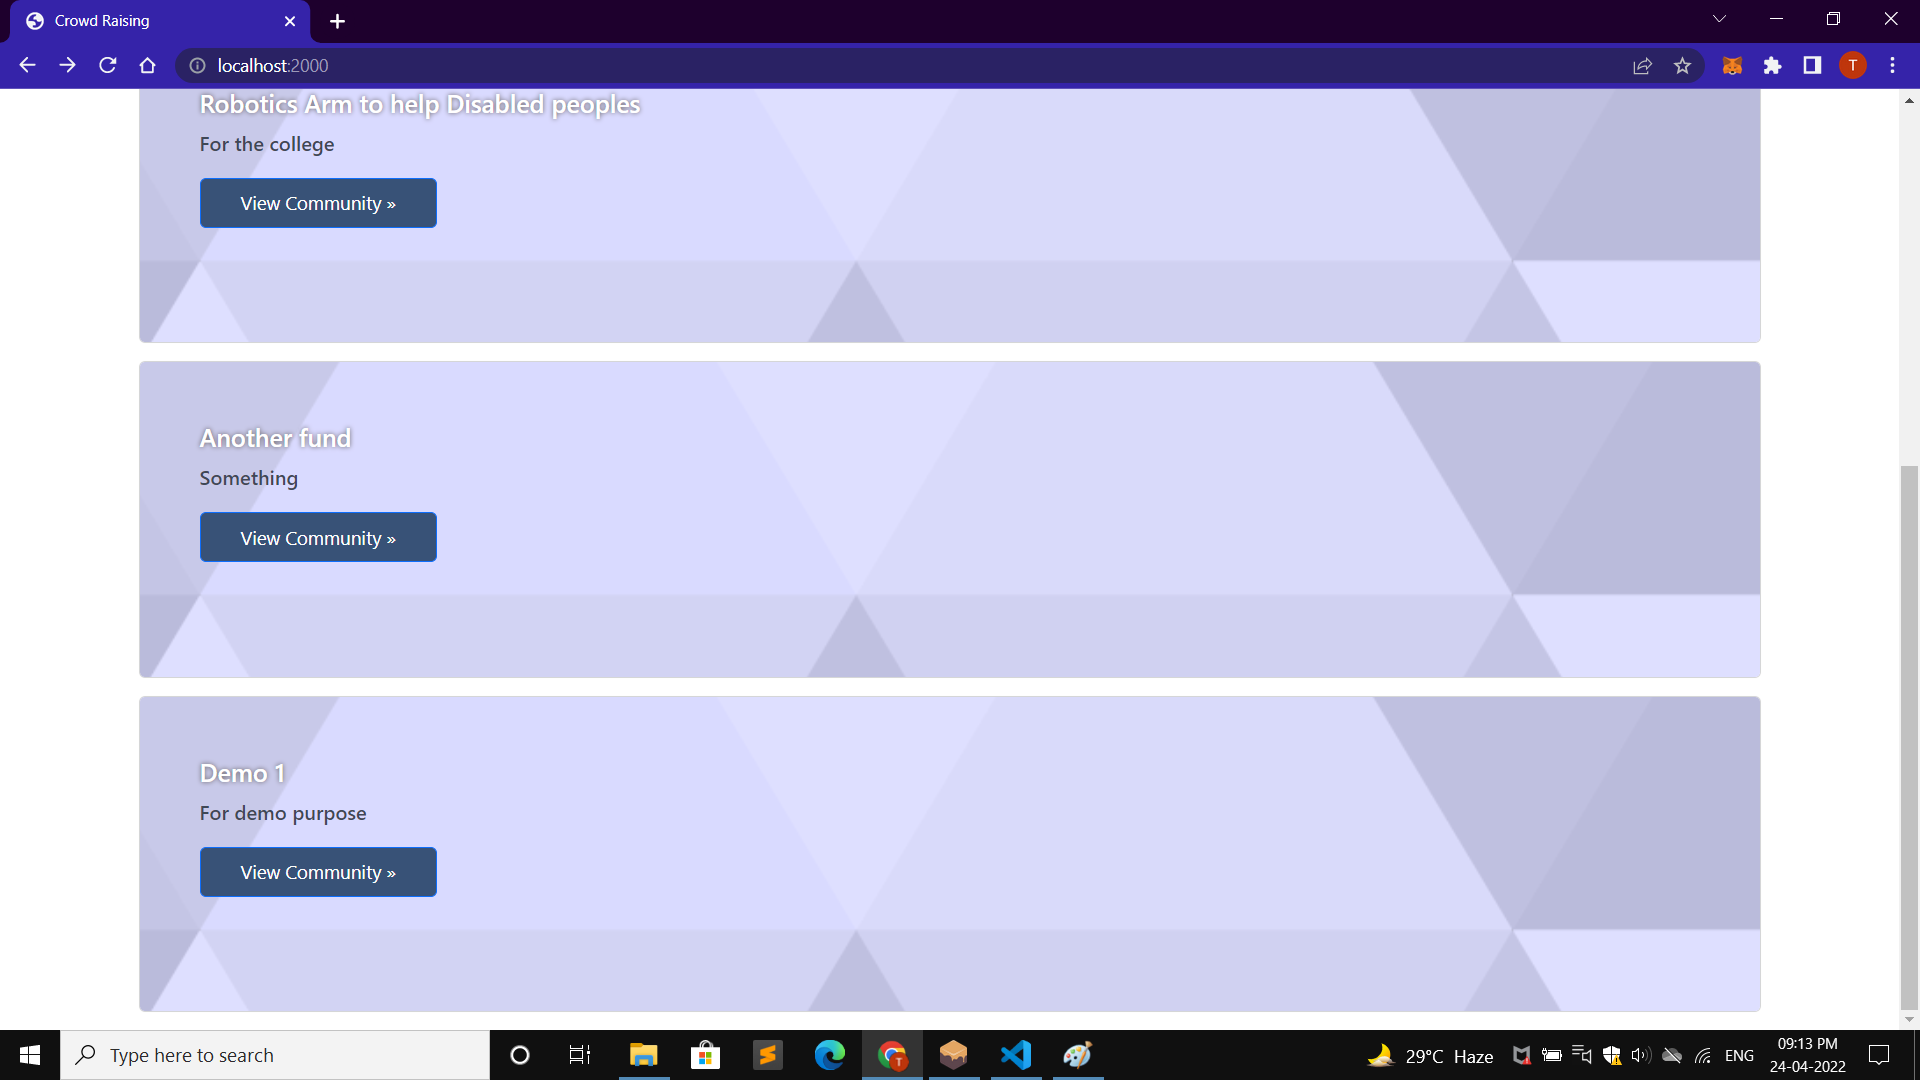 Crowd Raising
localhost:2000
T
Robotics Arm to help Disabled peoples
For the college
View Community »
Another fund
Something
View Community »
Demo 1
For demo purpose
View Community »
Type here to search
T
29°C Haze
ENG
09:13 PM
24-04-2022